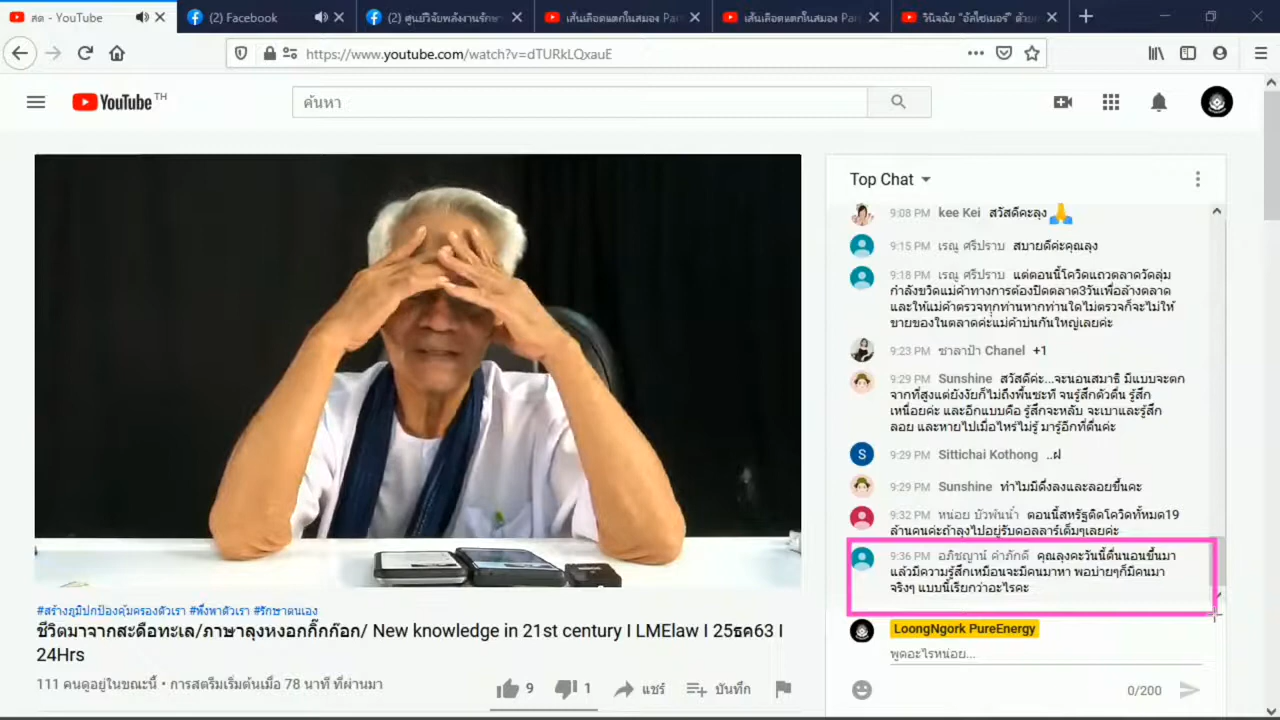 สด - YouTube
(2) Facebook
(2) ศูนย์วิจัยพลังงานรักษา
เส้นเลือดแตกในสมอง Par
เส้นเลือดแตกในสมอง Par
วินิจฉัย "อัลไซเมอร์" ด้วย
https://www.youtube.com/watch?v=dTURkLQxauE
YouTube TH
ค้นหา
Top Chat
9:08 PM kee Kei สวัสดีคะลุง
9:15 PM เรณู ศรีปราบ สบายดีค่ะคุณลุง
9:18 PM เรณู ศรีปราบ แต่ตอนนี้โควิดแถวตลาดวัดลุ่ม
กำลังขวิดแม่ค้าทางการต้องปิดตลาด3วันเพื่อล้างตลาด
และให้แม่ค้าตรวจทุกท่านหากท่านใดไม่ตรวจก็จะไม่ให้
ขายของในตลาดค่ะแม่ค้าบ่นกันใหญ่เลยค่ะ
9:23 PM ชาลาป้า Chanel +1
9:29 PM Sunshine สวัสดีค่ะ...จะนอนสมาธิ มีแบบจะตก
จากที่สูงแต่ยังงัยก็ไม่ถึงพื้นชะที จนรู้สึกตัวตื่น รู้สึก
เหนื่อยค่ะ และอีกแบบคือ รู้สึกจะหลับ จะเบาและรู้สึก
ลอย และหายไปเมื่อไหร่ไม่รู้ มารู้อีกที่ตื่นค่ะ
S
9:29 PM Sittichai Kothong ..ฝ
9:29 PM Sunshine ทำไมมีดิ่งลงและลอยขึ้นคะ
9:32 PM หน่อย บัวพันนํา ตอนนี้สหรัฐติดโควิดทั้หมด19
ล้านคนค่ะถ้าลุงไปอยู่รับดอลลาร์เต็มๆเลยค่ะ
9:36 PM อภิชญาน์ คำภักดี คุณลุงคะวันนี้ตื่นนอนขึ้นมา
แล้วมีความรู้สึกเหมือนจะมีคนมาหา พอบ่ายๆก็มีคนมา
จริงๆ แบบนี้เรียกว่าอะไรคะ
LoongNgork PureEnergy
พูดอะไรหน่อย...
0/200
#สร้างภูมิปกป้องคุ้มครองตัวเรา #พึ่งพาตัวเรา #รักษาตนเอง
ชีวิตมาจากสะดือทะเล/ภาษาลุงหงอกกิ๊กก๊อก/ New knowledge in 21st century I LMElaw I 25ธค63 I
24Hrs
111 คนดูอยู่ในขณะนี้ • การสตรีมเริ่มต้นเมื่อ 78 นาที ที่ผ่านมา
9
1
แชร์
บันทึก